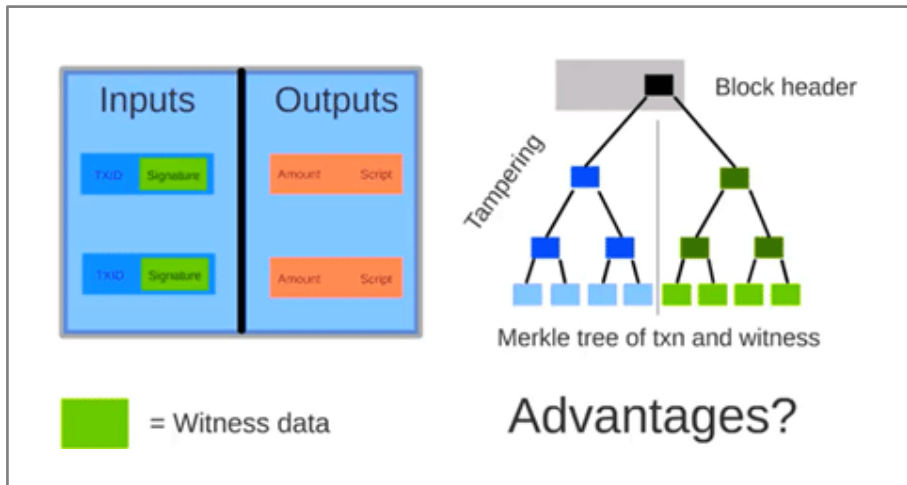 Inputs
Outputs
TXID Signature
Amount Script
TXID Signature
Amount Script
= Witness data
Block header
Tampering
Merkle tree of txn and witness
Advantages?